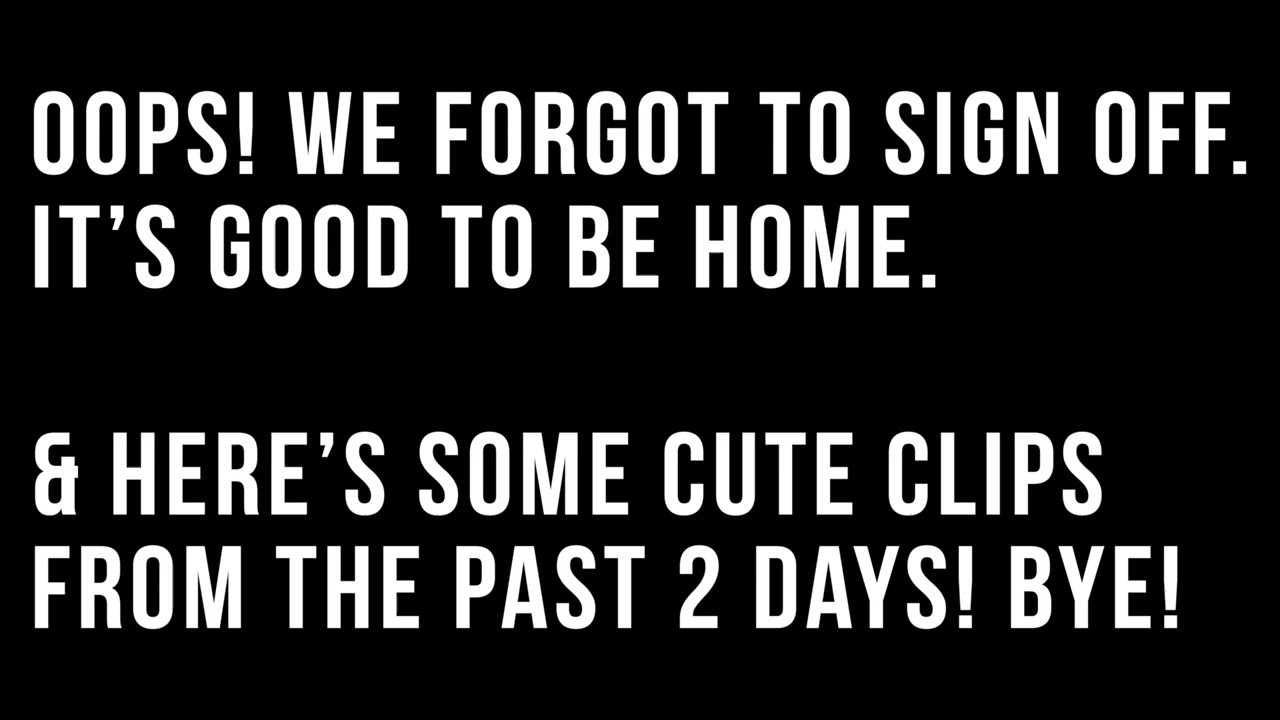 OOPS! WE FORGOT TO SIGN OFF.
IT’S GOOD TO BE HOME.
& HERE’S SOME CUTE CLIPS
FROM THE PAST 2 DAYS! BYE!